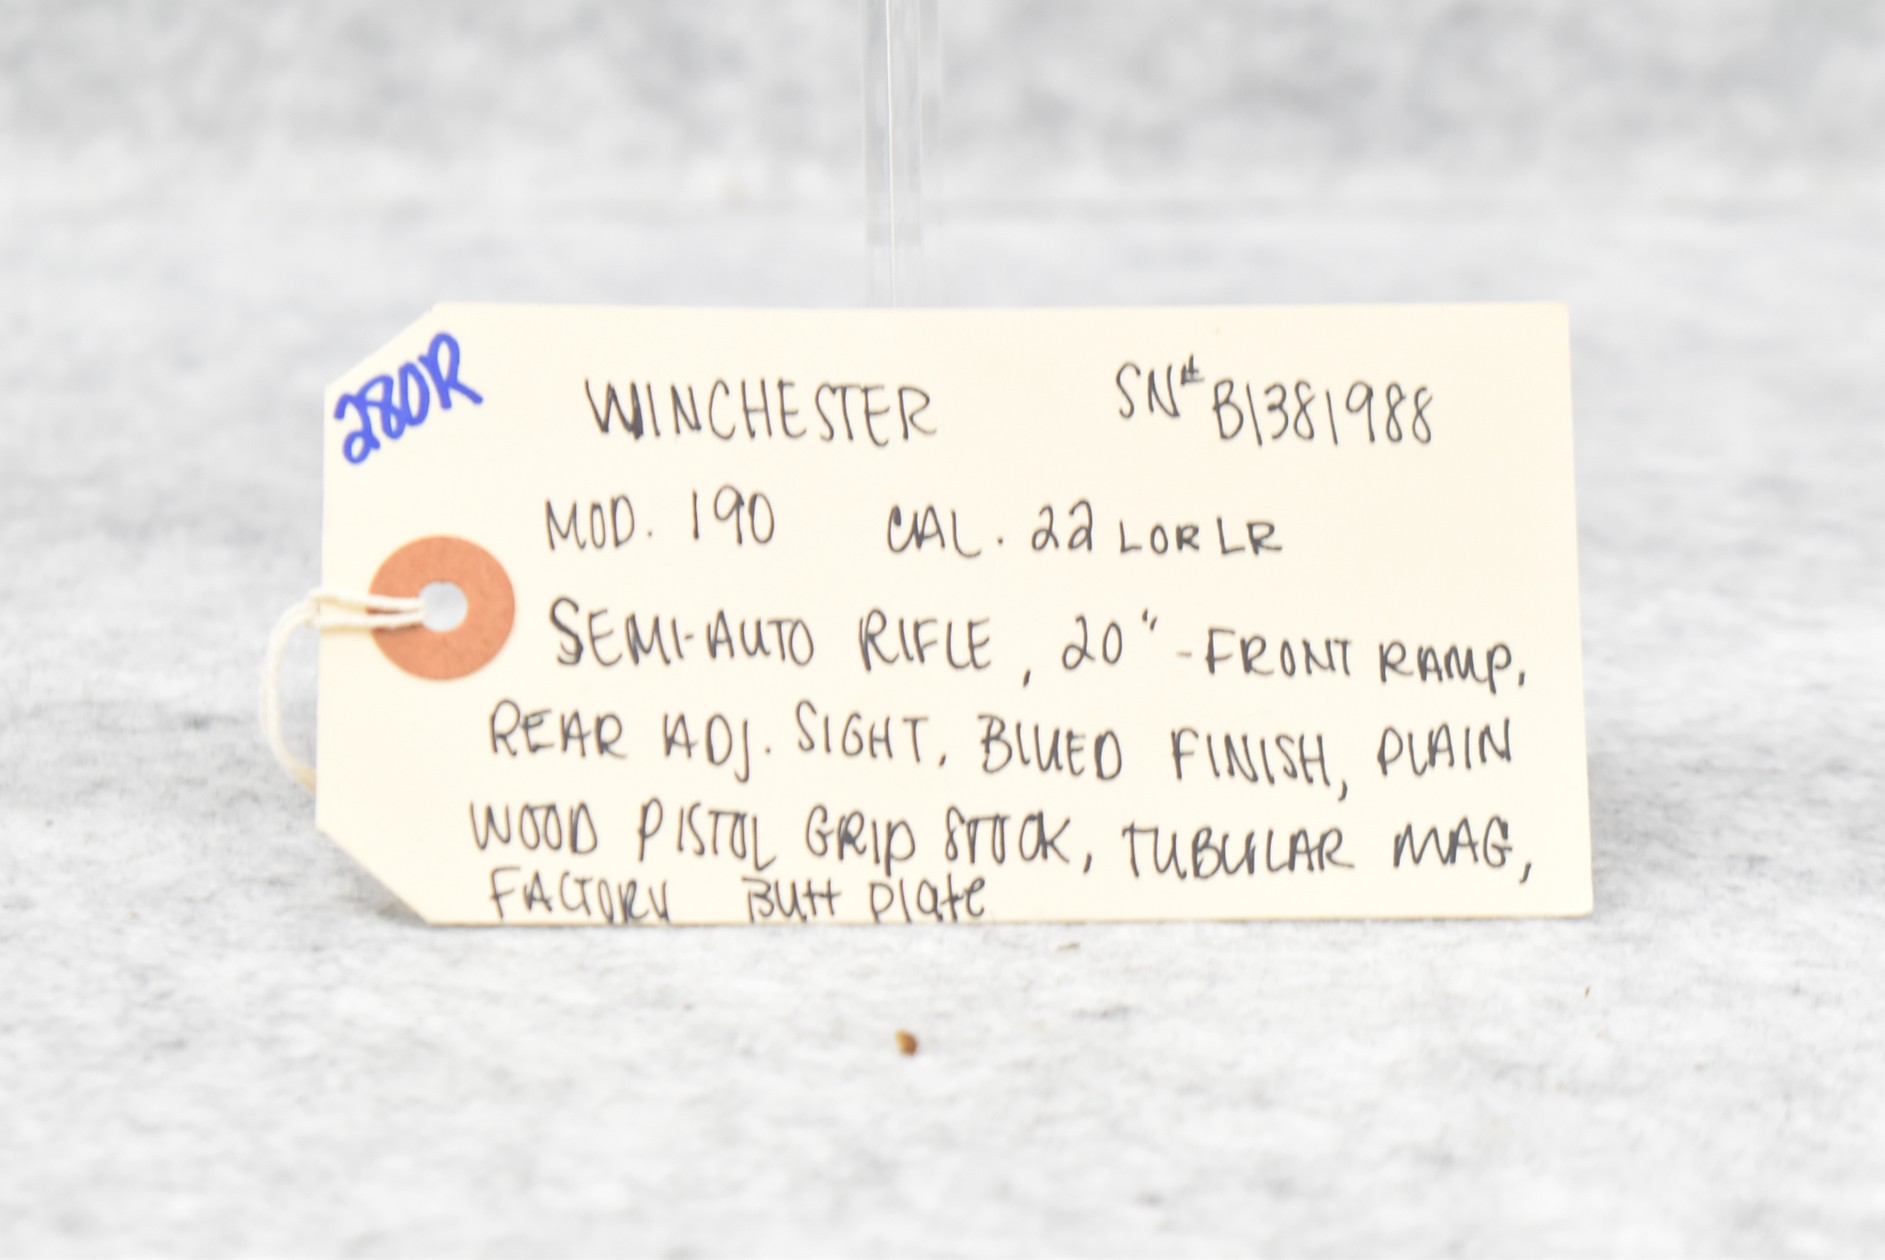 280R
WINCHESTER SN# B1381988
MOD. 190 CAL. 22 L OR LR
SEMI-AUTO RIFLE, 20" - FRONT RAMP,
REAR ADJ. SIGHT, BLUED FINISH, PLAIN
WOOD PISTOL GRIP STOCK, TUBULAR MAG,
FACTORY Butt Plate